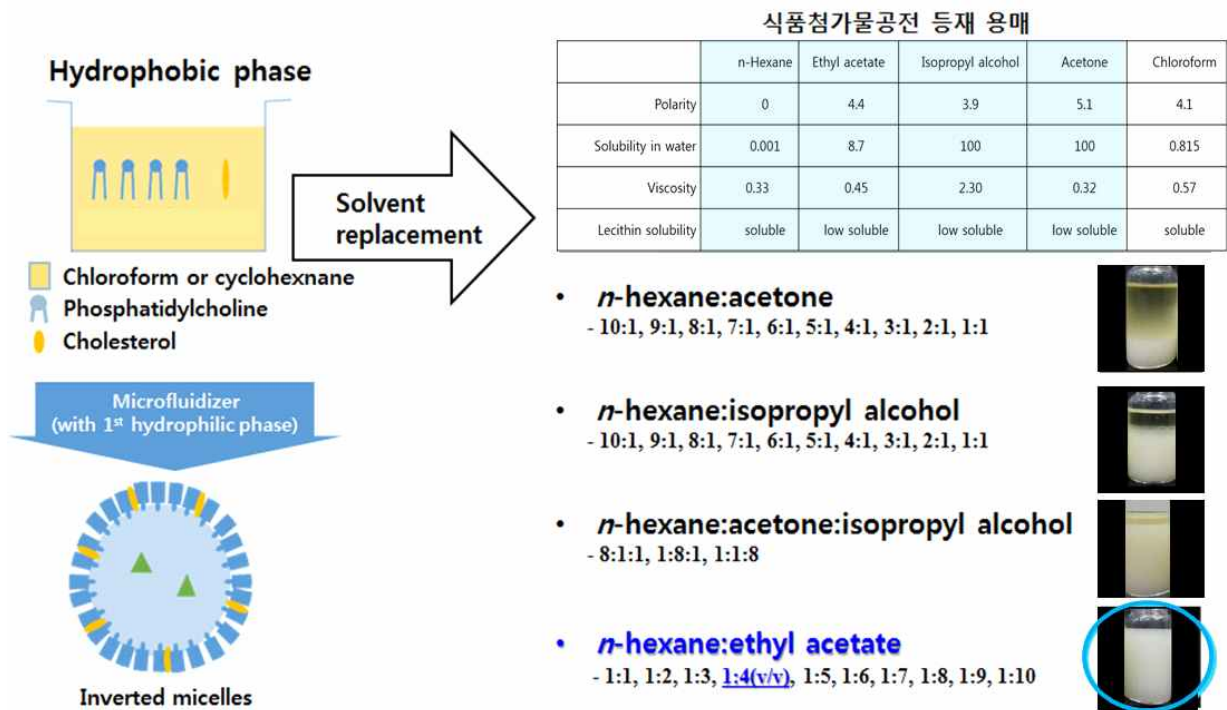 Hydrophobic phase
Chloroform or cyclohexnane
Phosphatidylcholine
Cholesterol
Microfluidizer
(with 1st hydrophilic phase)
Inverted micelles
Solvent
replacement
식품첨가물공전 등재 용매
n-Hexane Ethyl acetate Isopropyl alcohol Acetone Chloroform
Polarity 0 4.4 3.9 5.1 4.1
Solubility in water 0.001 8.7 100 100 0.815
Viscosity 0.33 0.45 2.30 0.32 0.57
Lecithin solubility soluble low soluble low soluble low soluble soluble
• n-hexane:acetone
- 10:1, 9:1, 8:1, 7:1, 6:1, 5:1, 4:1, 3:1, 2:1, 1:1
• n-hexane:isopropyl alcohol
- 10:1, 9:1, 8:1, 7:1, 6:1, 5:1, 4:1, 3:1, 2:1, 1:1
• n-hexane:acetone:isopropyl alcohol
- 8:1:1, 1:8:1, 1:1:8
• n-hexane:ethyl acetate
- 1:1, 1:2, 1:3, 1:4(v/v), 1:5, 1:6, 1:7, 1:8, 1:9, 1:10